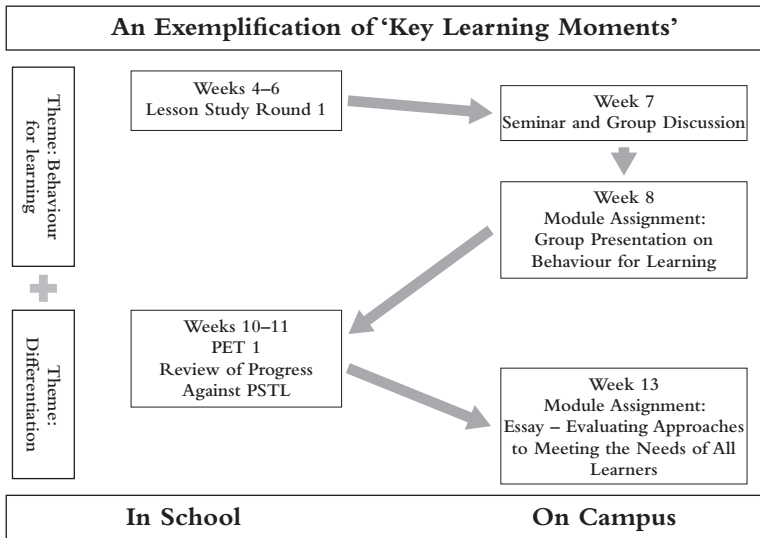 An Exemplification of ‘Key Learning Moments’
Theme: Behaviour
for learning
Weeks 4–6
Lesson Study Round 1
Week 7
Seminar and Group Discussion
Week 8
Module Assignment:
Group Presentation on
Behaviour for Learning
Theme:
Differentiation
Weeks 10–11
PET 1
Review of Progress
Against PSTL
Week 13
Module Assignment:
Essay – Evaluating Approaches
to Meeting the Needs of All
Learners
In School
On Campus